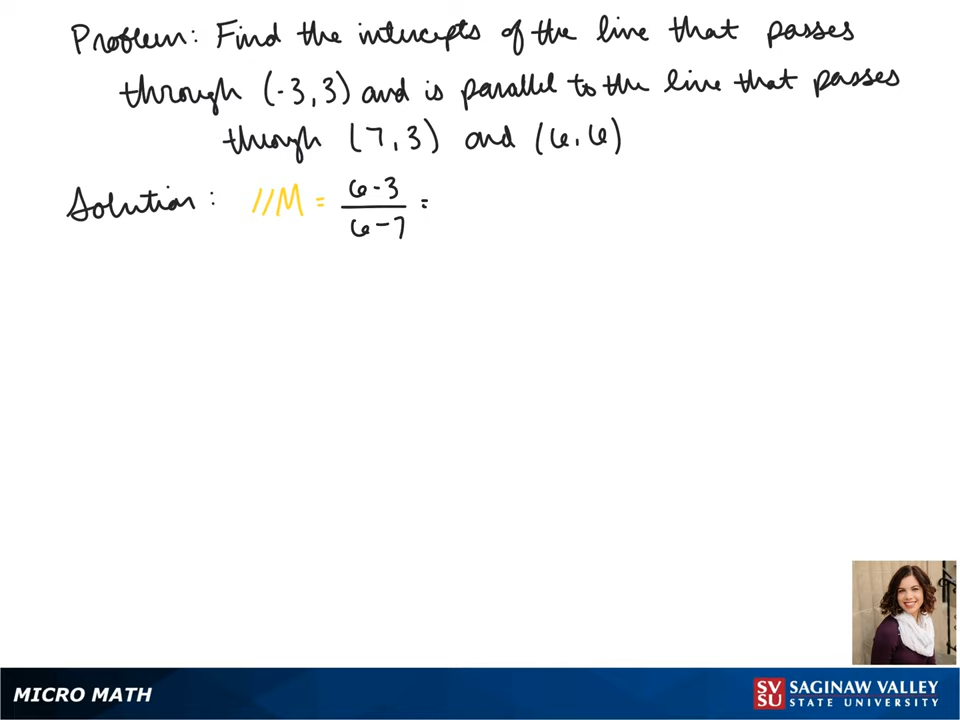 Problem: Find the intercepts of the line that passes
through (-3,3) and is parallel to the line that passes
through (7,3) and (6,6)
Solution: //M = 6-3 =
6-7
MICRO MATH
SV SU SAGINAW VALLEY
STATE UNIVERSITY